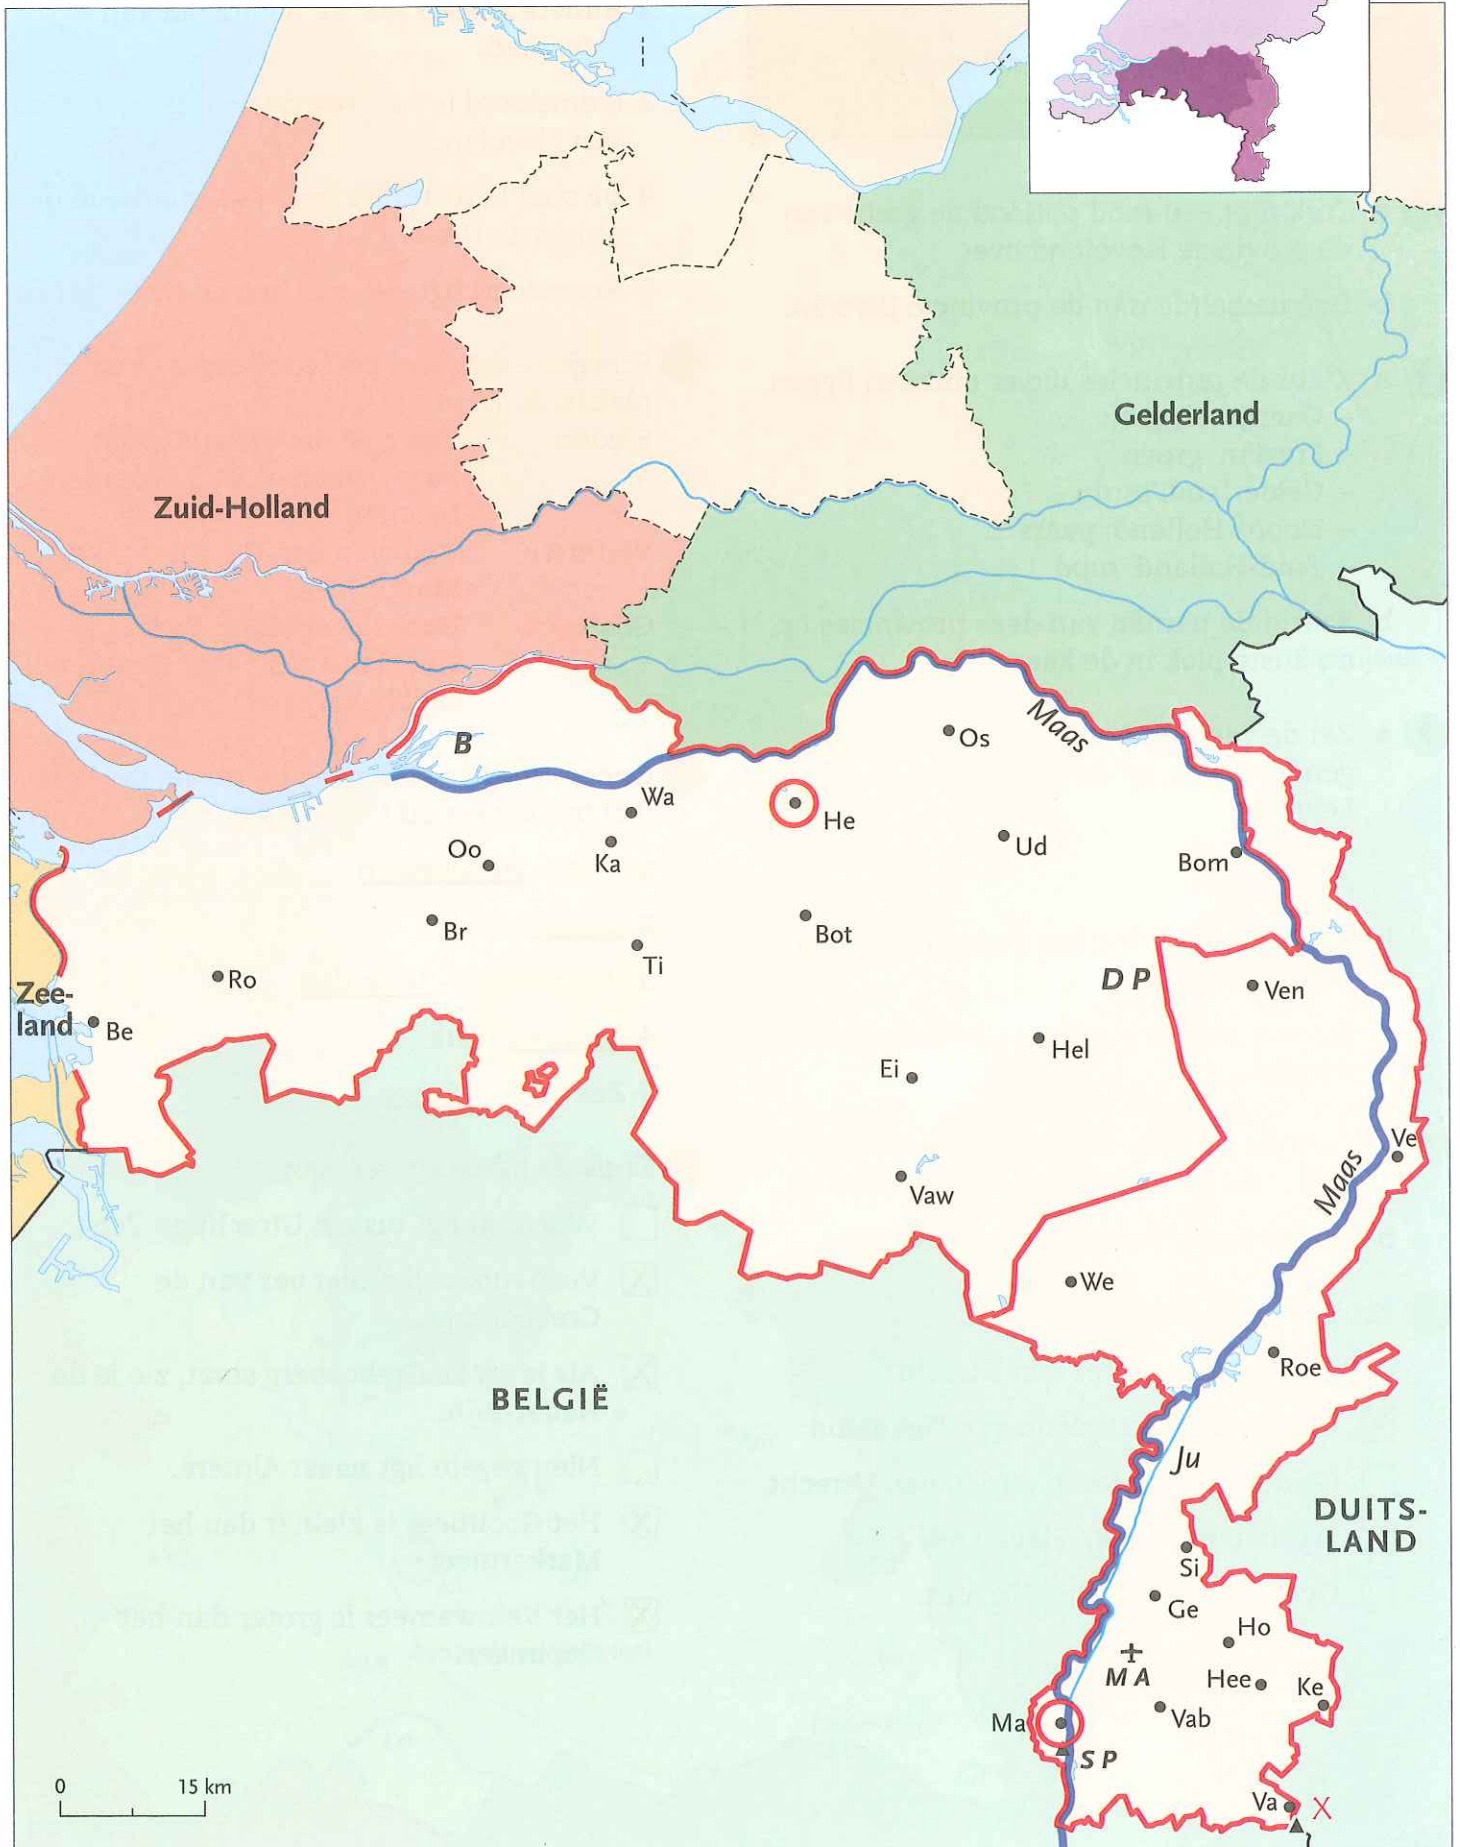 Gelderland
Zuid-Holland
Maas
B
Os
Wa
He
Oo
Ka
Ud
Bom
Br
Bot
Ti
D P
Ro
Ven
Zee-
land
Be
Hel
Ei
Ve
Vaw
Maas
We
Roe
BELGIË
Ju
DUITS-
LAND
Si
Ge
Ho
M A
Hee
Ke
Ma
Vab
S P
0 15 km
Va X